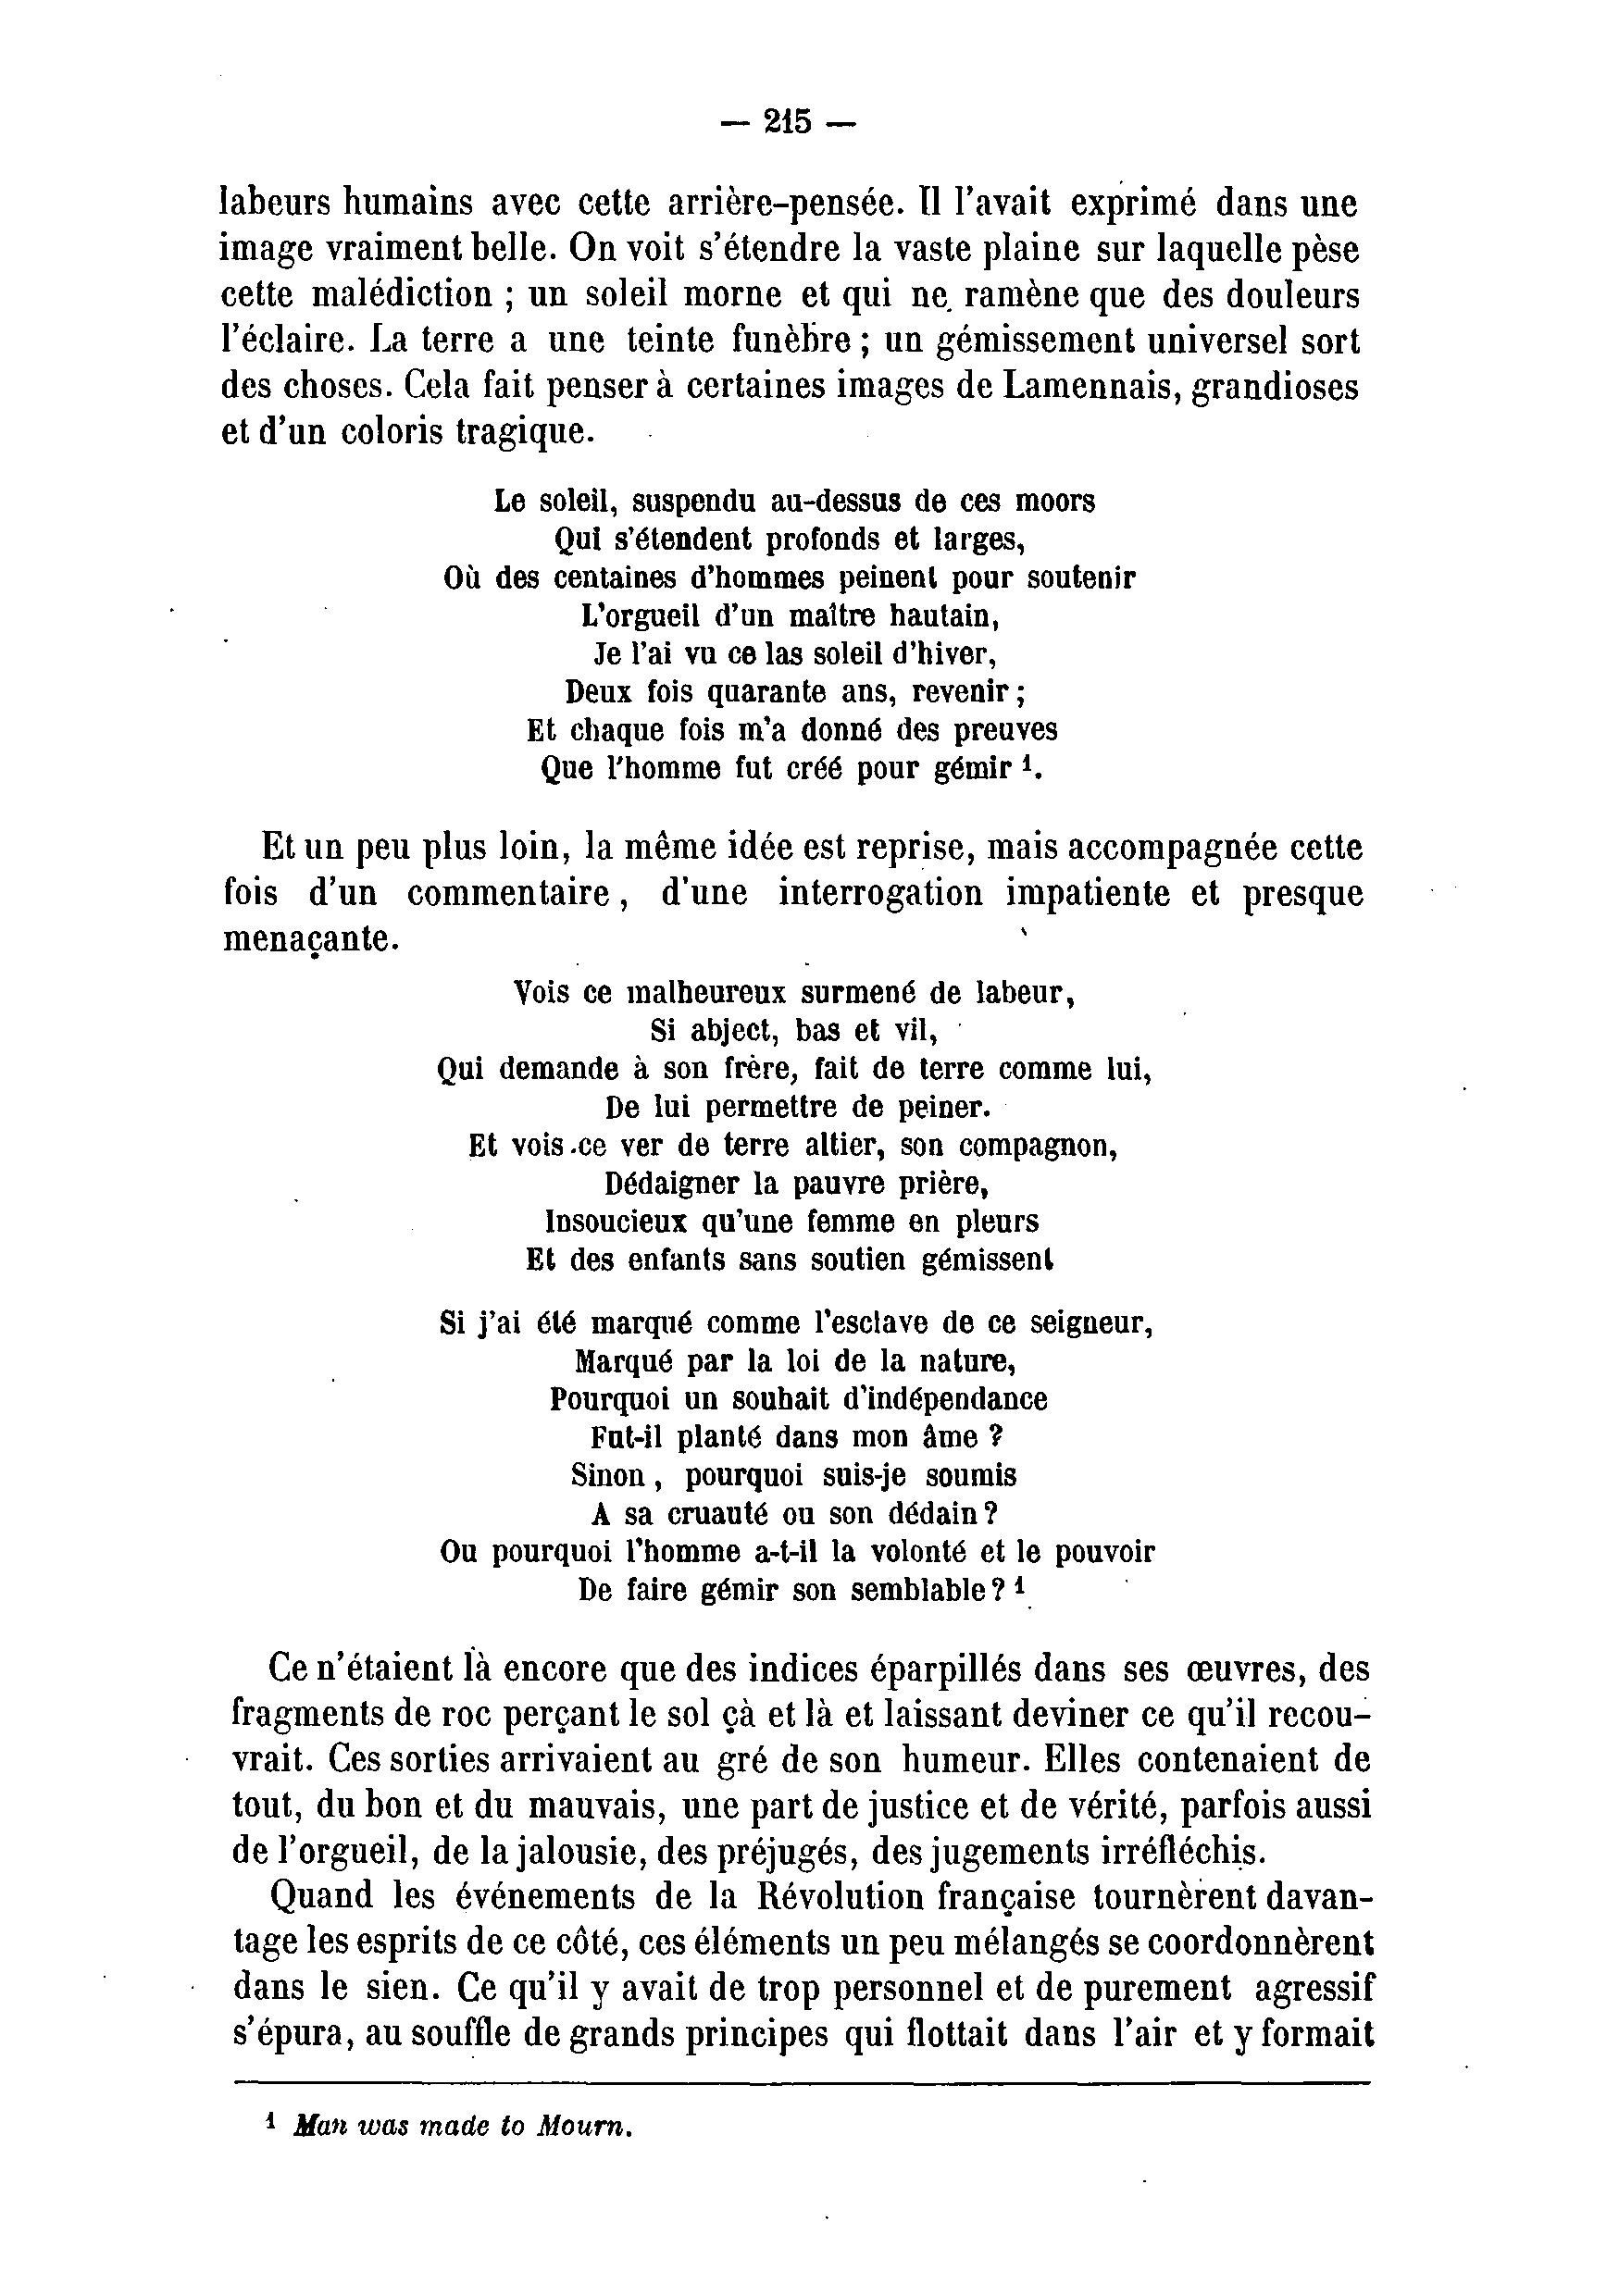 — 215 —
labeurs humains avec cette arrière-pensée. Il l'avait exprimé dans une
image vraiment belle. On voit s'étendre la vaste plaine sur laquelle pèse
cette malédiction ; un soleil morne et qui ne ramène que des douleurs
l'éclaire. La terre a une teinte funèbre ; un gémissement universel sort
des choses. Cela fait penser à certaines images de Lamennais, grandioses
et d'un coloris tragique.
Le soleil, suspendu au-dessus de ces moors
Qui s'étendent profonds et larges,
Où des centaines d'hommes peinent pour soutenir
L'orgueil d'un maître hautain,
Je l'ai vu ce las soleil d'hiver,
Deux fois quarante ans, revenir ;
Et chaque fois m'a donné des preuves
Que l'homme fut créé pour gémir ¹.
Et un peu plus loin, la même idée est reprise, mais accompagnée cette
fois d'un commentaire, d'une interrogation impatiente et presque
menaçante.
Vois ce malheureux surmené de labeur,
Si abject, bas et vil,
Qui demande à son frère, fait de terre comme lui,
De lui permettre de peiner.
Et vois ce ver de terre altier, son compagnon,
Dédaigner la pauvre prière,
Insoucieux qu'une femme en pleurs
Et des enfants sans soutien gémissent
Si j'ai été marqué comme l'esclave de ce seigneur,
Marqué par la loi de la nature,
Pourquoi un souhait d'indépendance
Fut-il planté dans mon âme ?
Sinon, pourquoi suis-je soumis
A sa cruauté ou son dédain ?
Ou pourquoi l'homme a-t-il la volonté et le pouvoir
De faire gémir son semblable ? ¹
Ce n'étaient là encore que des indices éparpillés dans ses œuvres, des
fragments de roc perçant le sol çà et là et laissant deviner ce qu'il recou-
vrait. Ces sorties arrivaient au gré de son humeur. Elles contenaient de
tout, du bon et du mauvais, une part de justice et de vérité, parfois aussi
de l'orgueil, de la jalousie, des préjugés, des jugements irréfléchis.
Quand les événements de la Révolution française tournèrent davan-
tage les esprits de ce côté, ces éléments un peu mélangés se coordonnèrent
dans le sien. Ce qu'il y avait de trop personnel et de purement agressif
s'épura, au souffle de grands principes qui flottait dans l'air et y formait
¹ Man was made to Mourn.